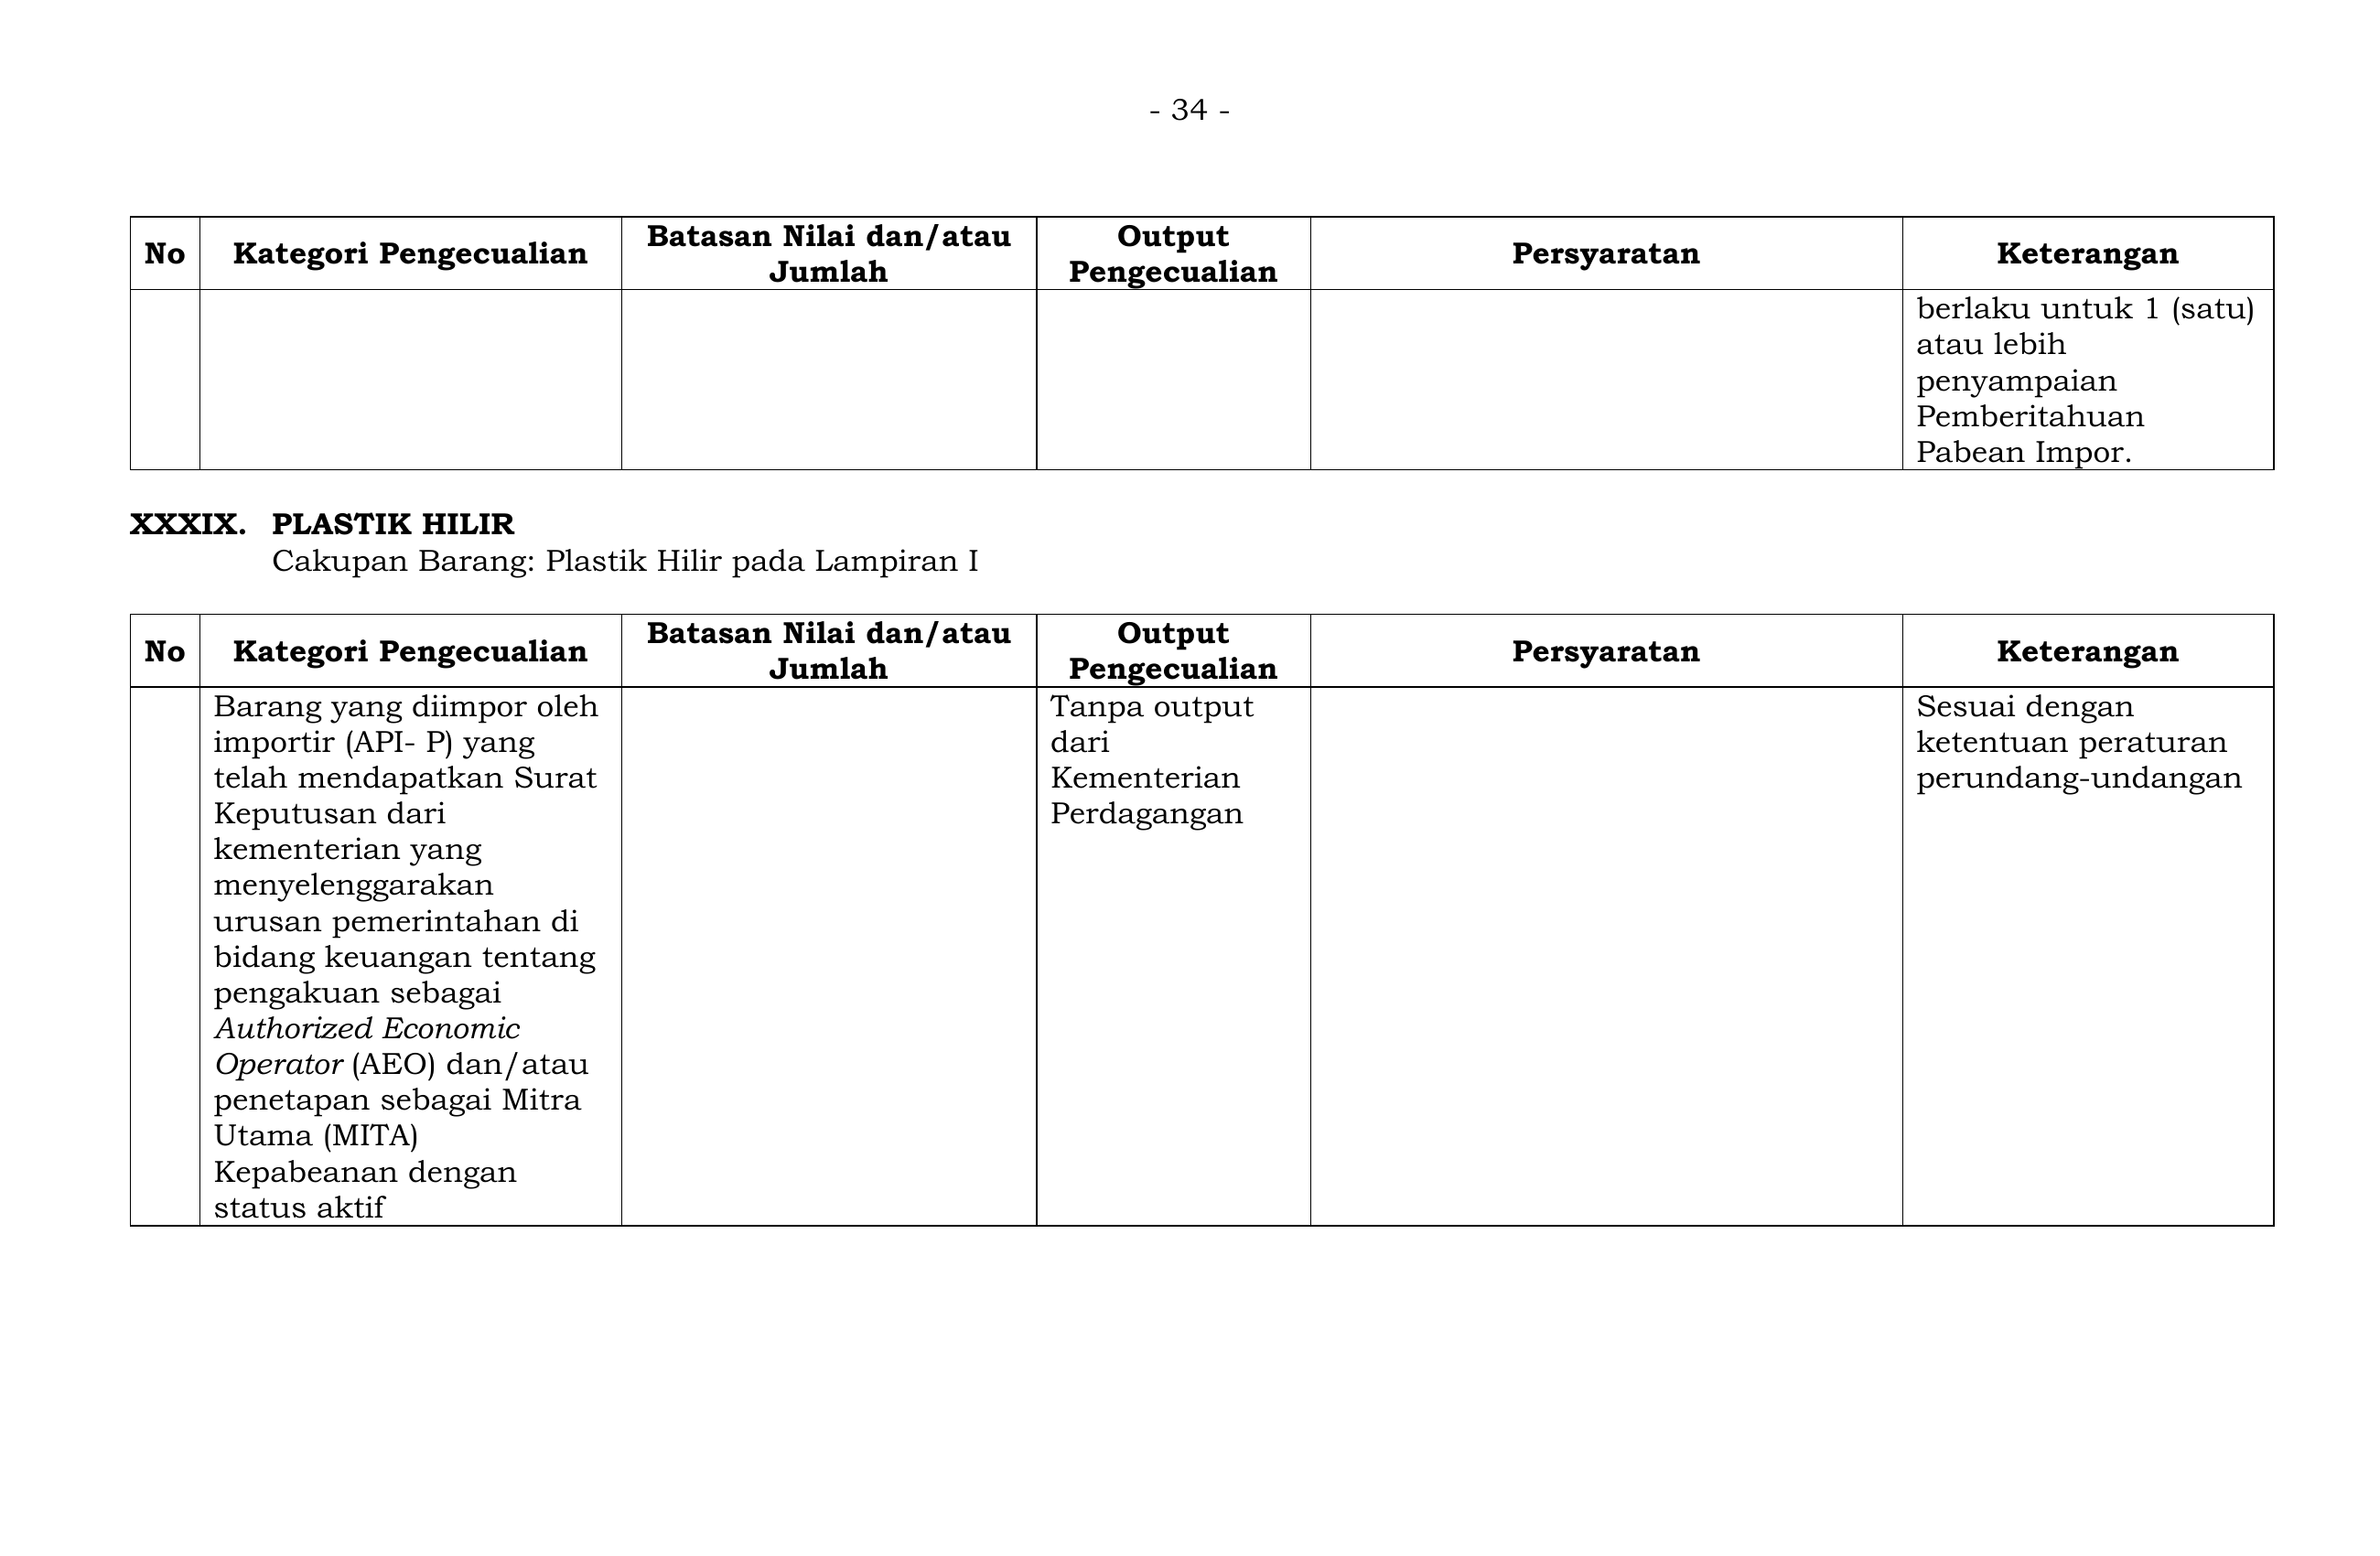 - 34 -
No
Kategori Pengecualian
Batasan Nilai dan/atau
Jumlah
Output
Pengecualian
Persyaratan
Keterangan
berlaku untuk 1 (satu)
atau lebih
penyampaian
Pemberitahuan
Pabean Impor.
XXXIX. PLASTIK HILIR
Cakupan Barang: Plastik Hilir pada Lampiran I
No
Kategori Pengecualian
Batasan Nilai dan/atau
Jumlah
Output
Pengecualian
Persyaratan
Keterangan
Barang yang diimpor oleh
importir (API- P) yang
telah mendapatkan Surat
Keputusan dari
kementerian yang
menyelenggarakan
urusan pemerintahan di
bidang keuangan tentang
pengakuan sebagai
Authorized Economic
Operator (AEO) dan/atau
penetapan sebagai Mitra
Utama (MITA)
Kepabeanan dengan
status aktif
Tanpa output
dari
Kementerian
Perdagangan
Sesuai dengan
ketentuan peraturan
perundang-undangan